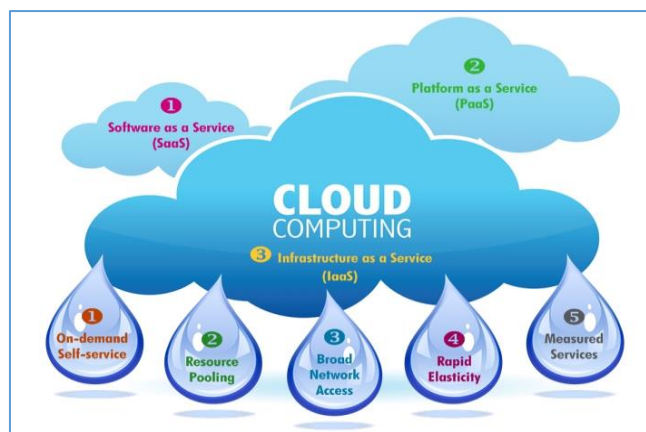 1
Software as a Service
(SaaS)
2
Platform as a Service
(PaaS)
CLOUD
COMPUTING
3 Infrastructure as a Service
(IaaS)
1
On-demand
Self-service
2
Resource
Pooling
3
Broad
Network
Access
4
Rapid
Elasticity
5
Measured
Services